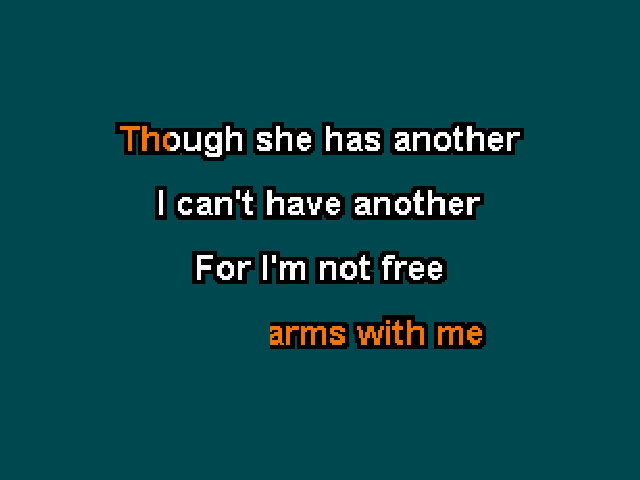 Though she has another
I can't have another
For I'm not free
arms with me